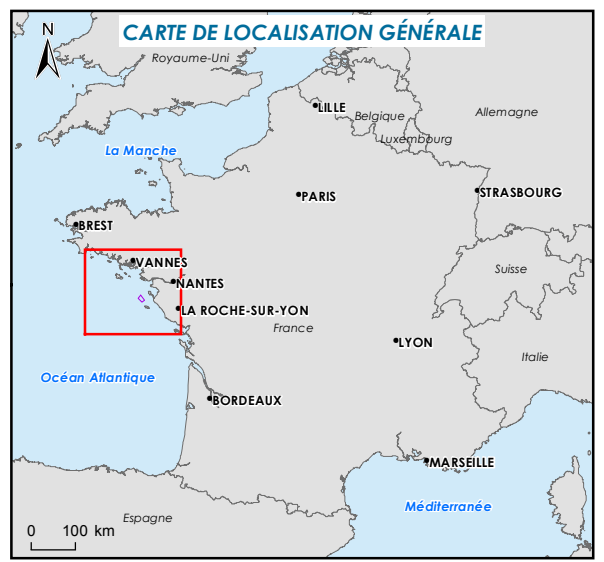 CARTE DE LOCALISATION GÉNÉRALE
N
Royaume-Uni
LILLE
Belgique
Allemagne
Luxembourg
La Manche
PARIS
STRASBOURG
BREST
VANNES
Suisse
NANTES
LA ROCHE-SUR-YON
France
LYON
Italie
Océan Atlantique
BORDEAUX
MARSEILLE
Méditerranée
Espagne
0 100 km